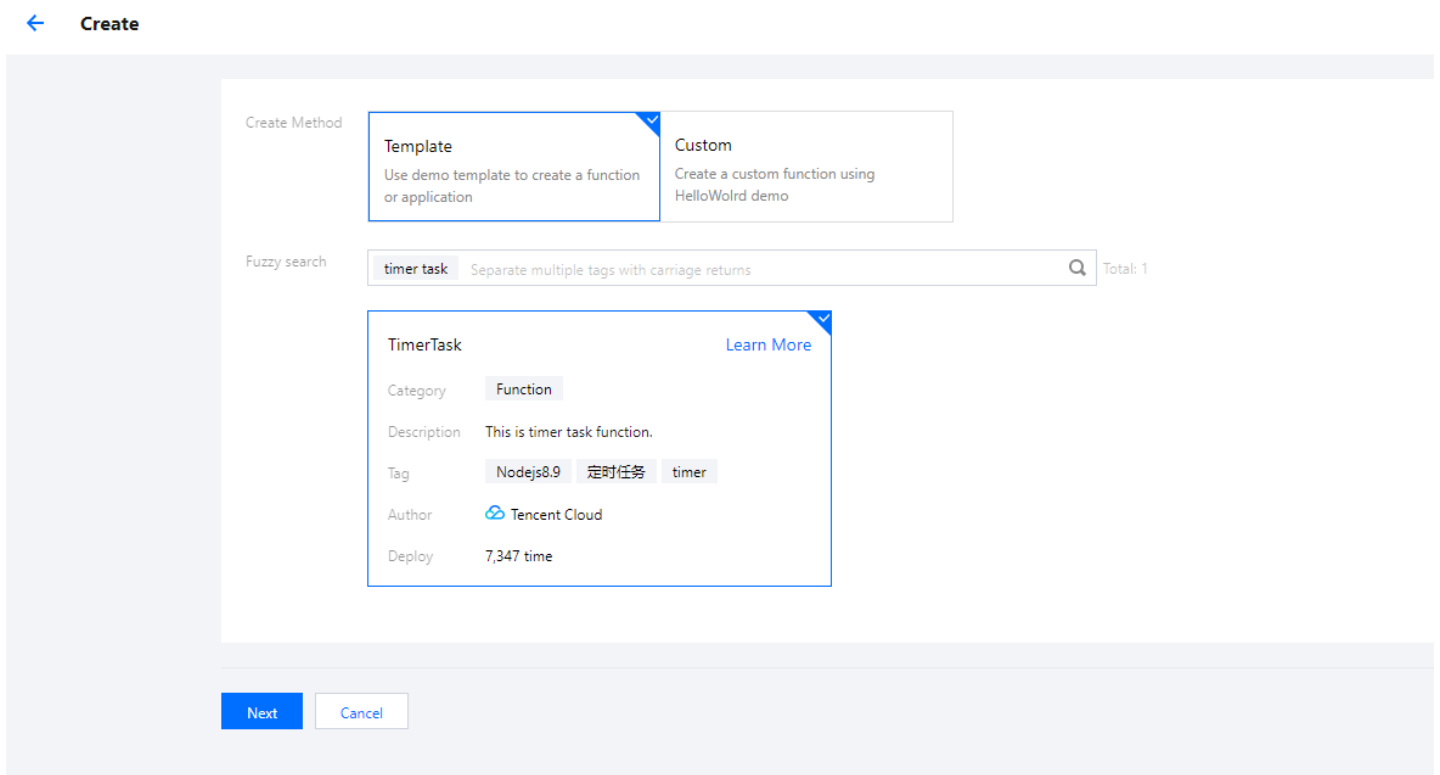 Create
Create Method
Template
Use demo template to create a function
or application
Custom
Create a custom function using
HelloWolrd demo
Fuzzy search
timer task Separate multiple tags with carriage returns
Total: 1
TimerTask Learn More
Category Function
Description This is timer task function.
Tag Nodejs8.9 定时任务 timer
Author Tencent Cloud
Deploy 7,347 time
Next Cancel